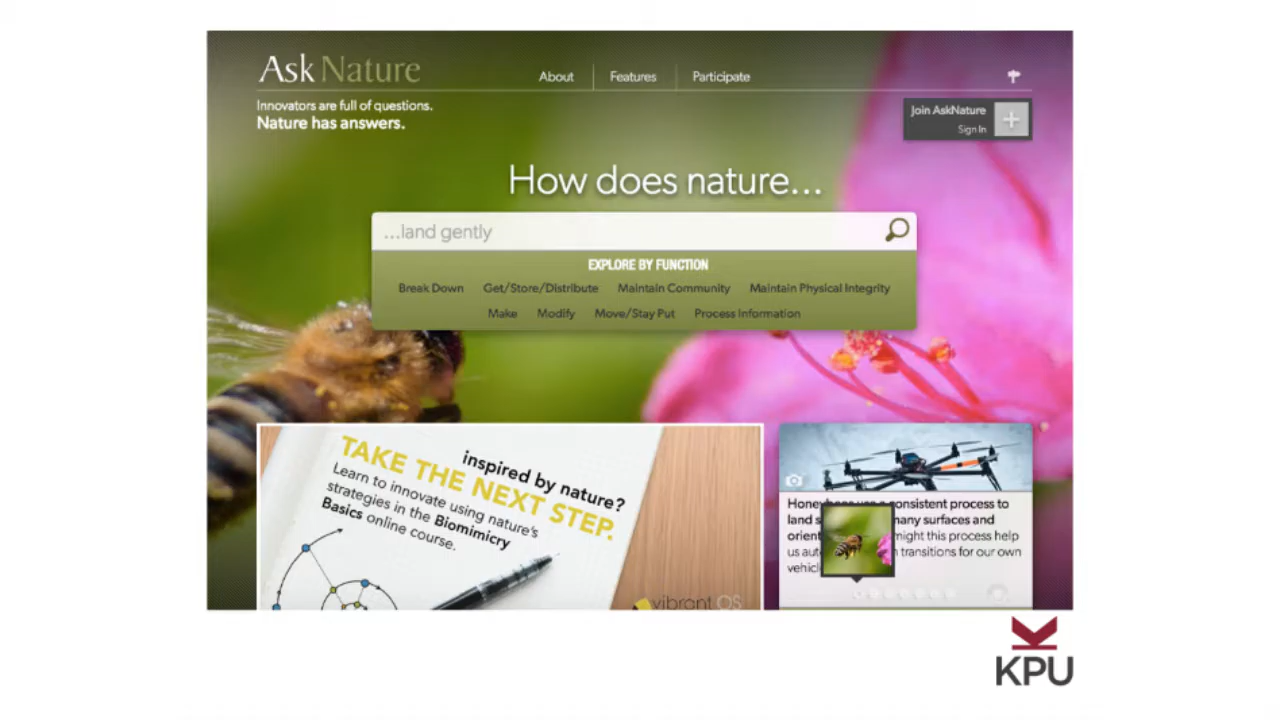 Ask Nature
About
Features
Participate
Innovators are full of questions.
Nature has answers.
Join AskNature
Sign In
How does nature...
...land gently
EXPLORE BY FUNCTION
Break Down Get/Store/Distribute Maintain Community Maintain Physical Integrity
Make Modify Move/Stay Put Process Information
inspired by nature?
TAKE THE NEXT STEP.
Learn to innovate using nature's
strategies in the Biomimicry
Basics online course.
vibrant OS
consistent process to
land many surfaces and
orient might this process help
us transitions for our own
KPU